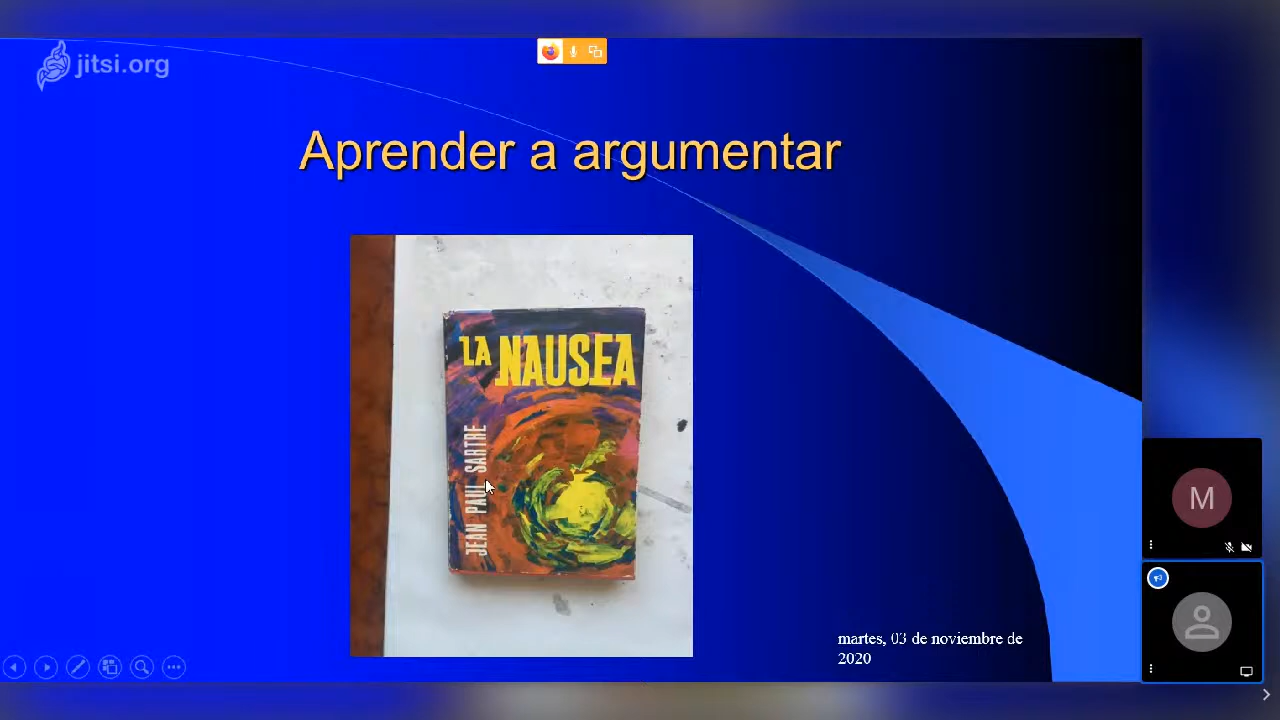 jitsi.org
Aprender a argumentar
LA NAUSEA
JEAN PAUL SARTRE
martes, 03 de noviembre de
2020
M